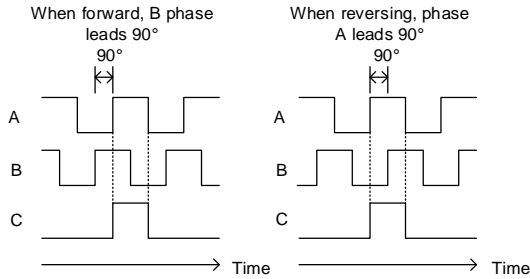 When forward, B phase
leads 90°
90°
A
B
C
Time
When reversing, phase
A leads 90°
90°
A
B
C
Time